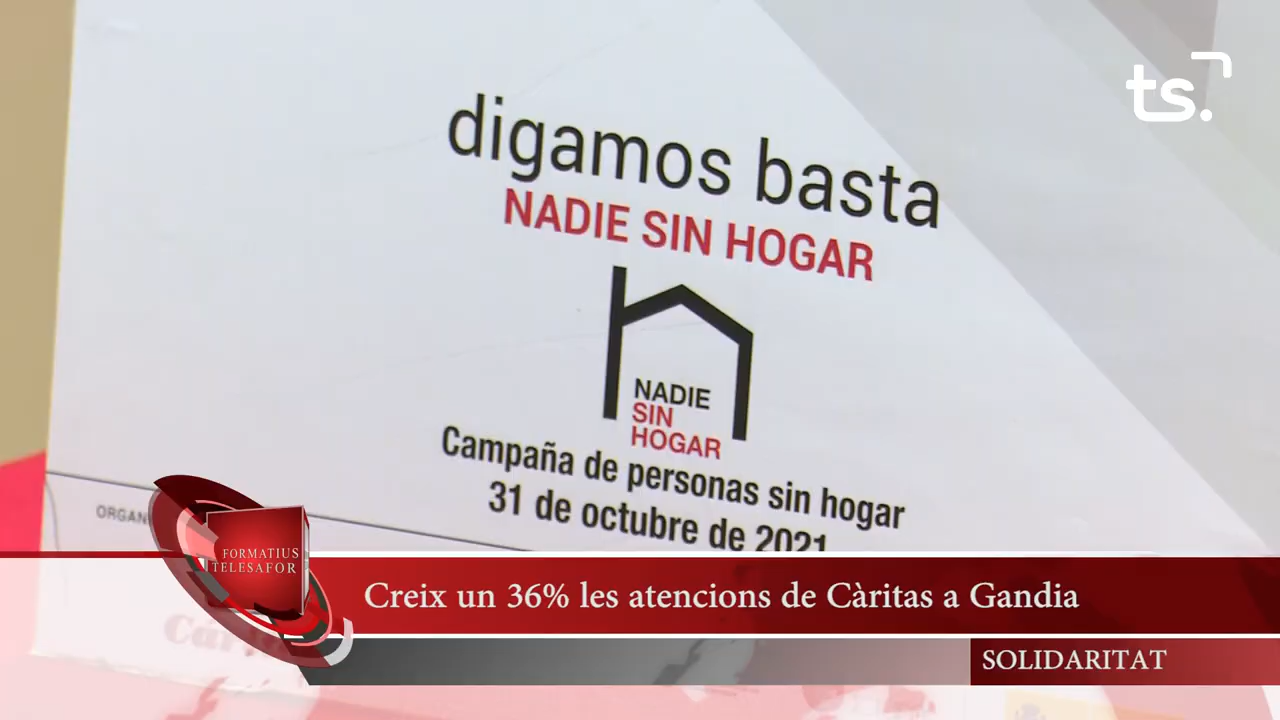 ts.
digamos basta
NADIE SIN HOGAR
NADIE
SIN
HOGAR
Campaña de personas sin hogar
31 de octubre de 2021
FORMATIUS
TELESAFOR
Creix un 36% les atencions de Càritas a Gandia
SOLIDARITAT